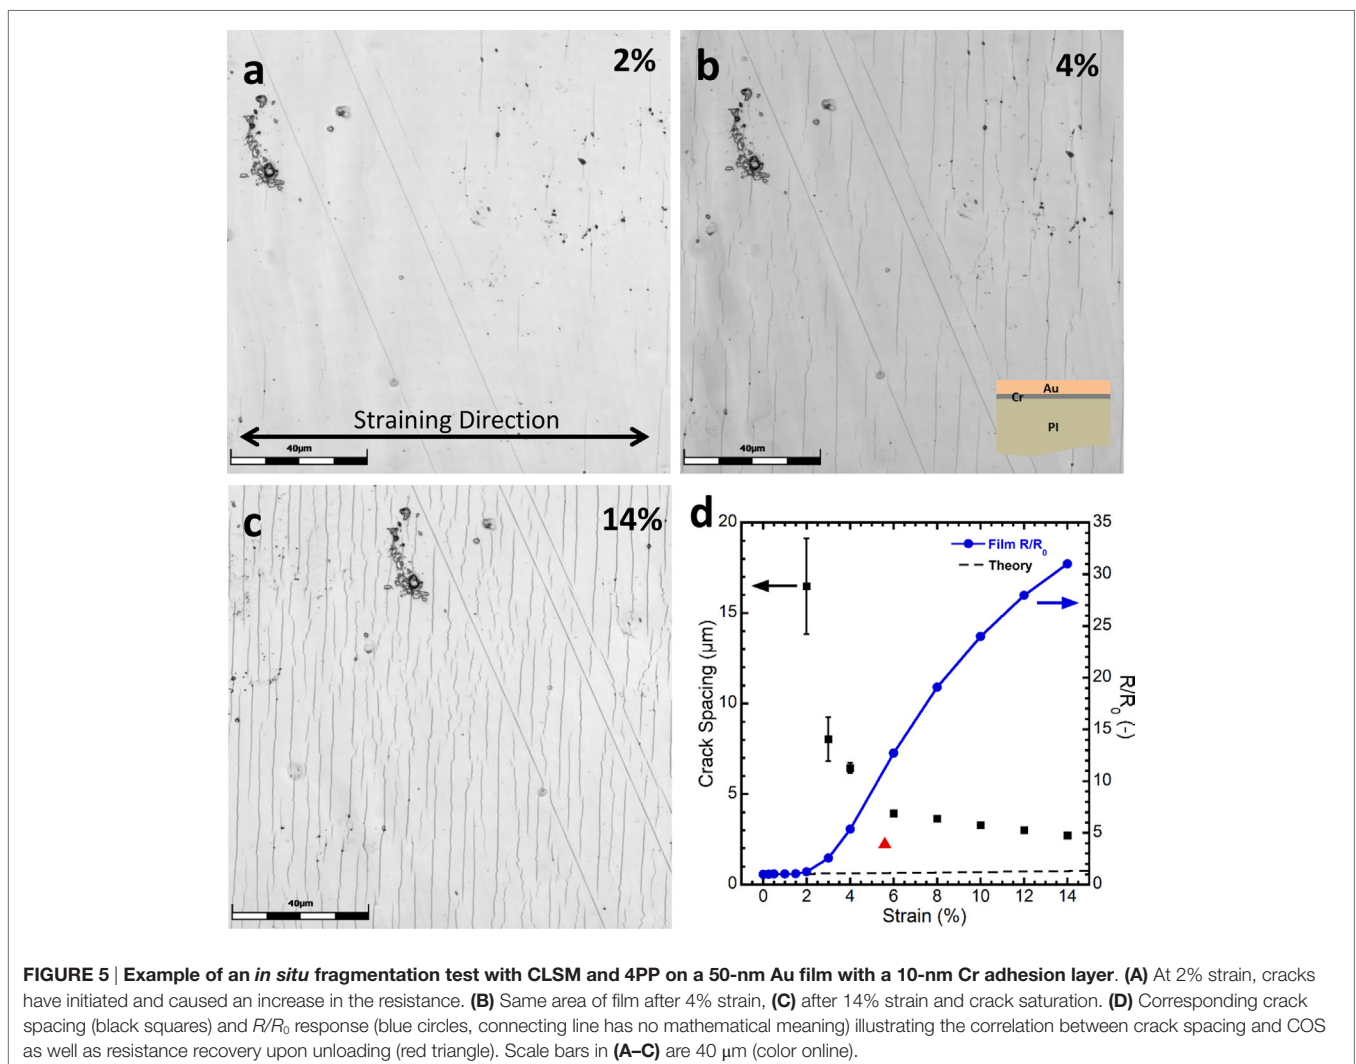 a
2%
Straining Direction
40µm
b
4%
Au
Cr
PI
40µm
c
14%
40µm
d
20
15
10
5
0
Crack Spacing (µm)
Film R/R0
Theory
35
30
25
20
15
10
5
0
R/R0 (-)
0 2 4 6 8 10 12 14
Strain (%)
FIGURE 5 | Example of an in situ fragmentation test with CLSM and 4PP on a 50-nm Au film with a 10-nm Cr adhesion layer. (A) At 2% strain, cracks
have initiated and caused an increase in the resistance. (B) Same area of film after 4% strain, (C) after 14% strain and crack saturation. (D) Corresponding crack
spacing (black squares) and R/R0 response (blue circles, connecting line has no mathematical meaning) illustrating the correlation between crack spacing and COS
as well as resistance recovery upon unloading (red triangle). Scale bars in (A–C) are 40 µm (color online).